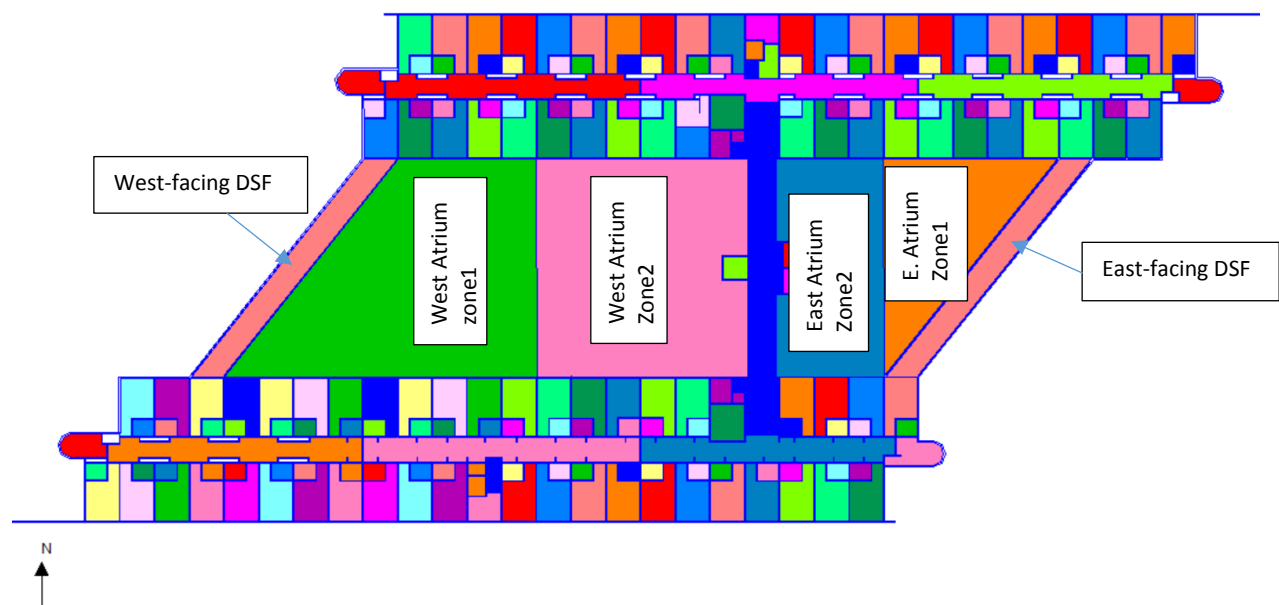 West-facing DSF
West Atrium
zone1
West Atrium
Zone2
East Atrium
Zone2
E. Atrium
Zone1
East-facing DSF
N